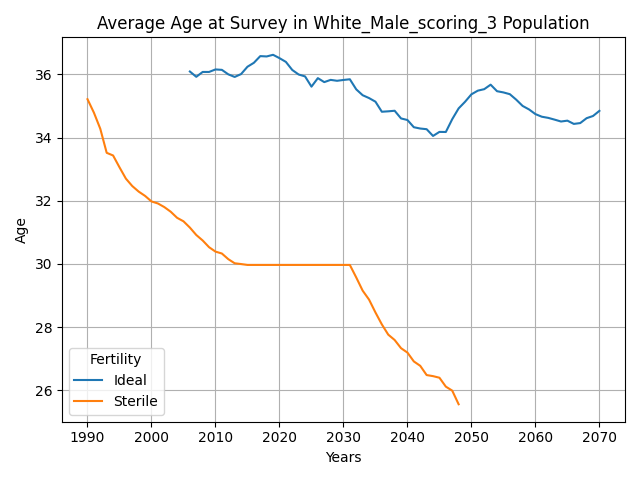 Average Age at Survey in White_Male_scoring_3 Population
Age
36
34
32
30
28
26
Fertility
Ideal
Sterile
1990 2000 2010 2020 2030 2040 2050 2060 2070
Years